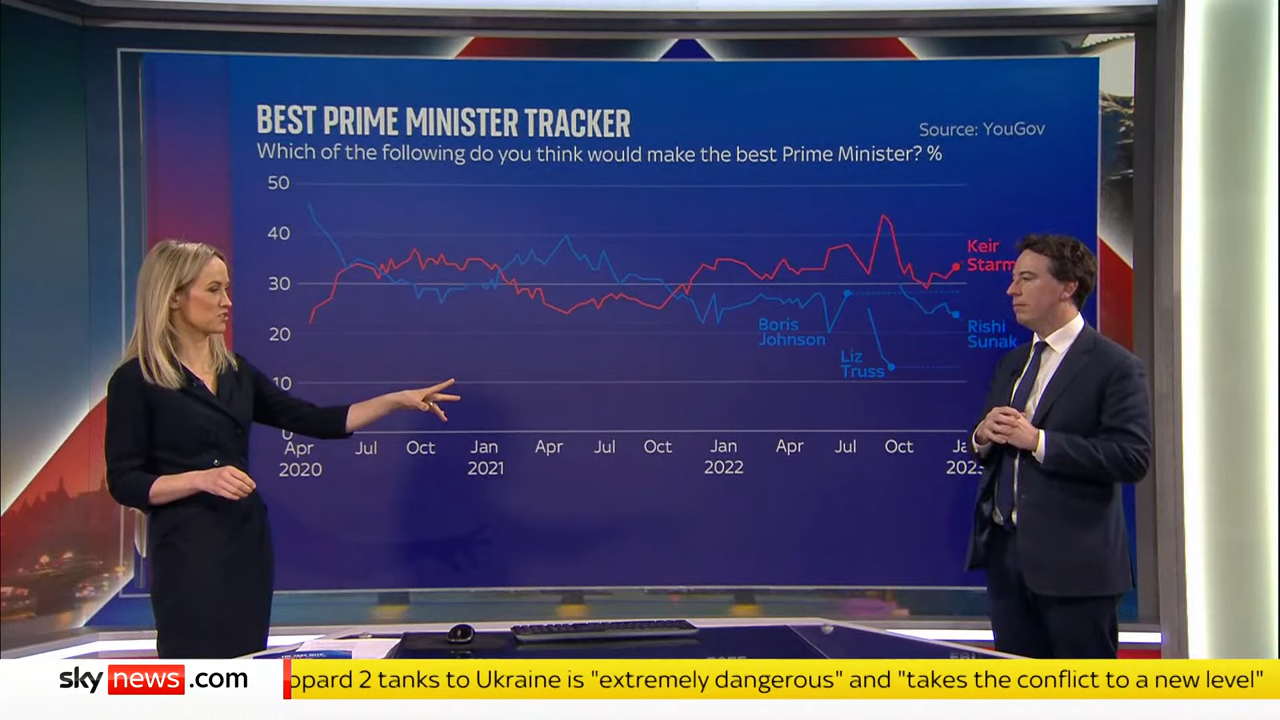 BEST PRIME MINISTER TRACKER
Source: YouGov
Which of the following do you think would make the best Prime Minister? %
50
40
30
20
10
0
Keir
Starm
Boris
Johnson
Rishi
Sunak
Liz
Truss
Apr Jul Oct Jan Apr Jul Oct Jan Apr Jul Oct Ja
2020 2021 2022 202
sky news.com
opard 2 tanks to Ukraine is "extremely dangerous" and "takes the conflict to a new level"